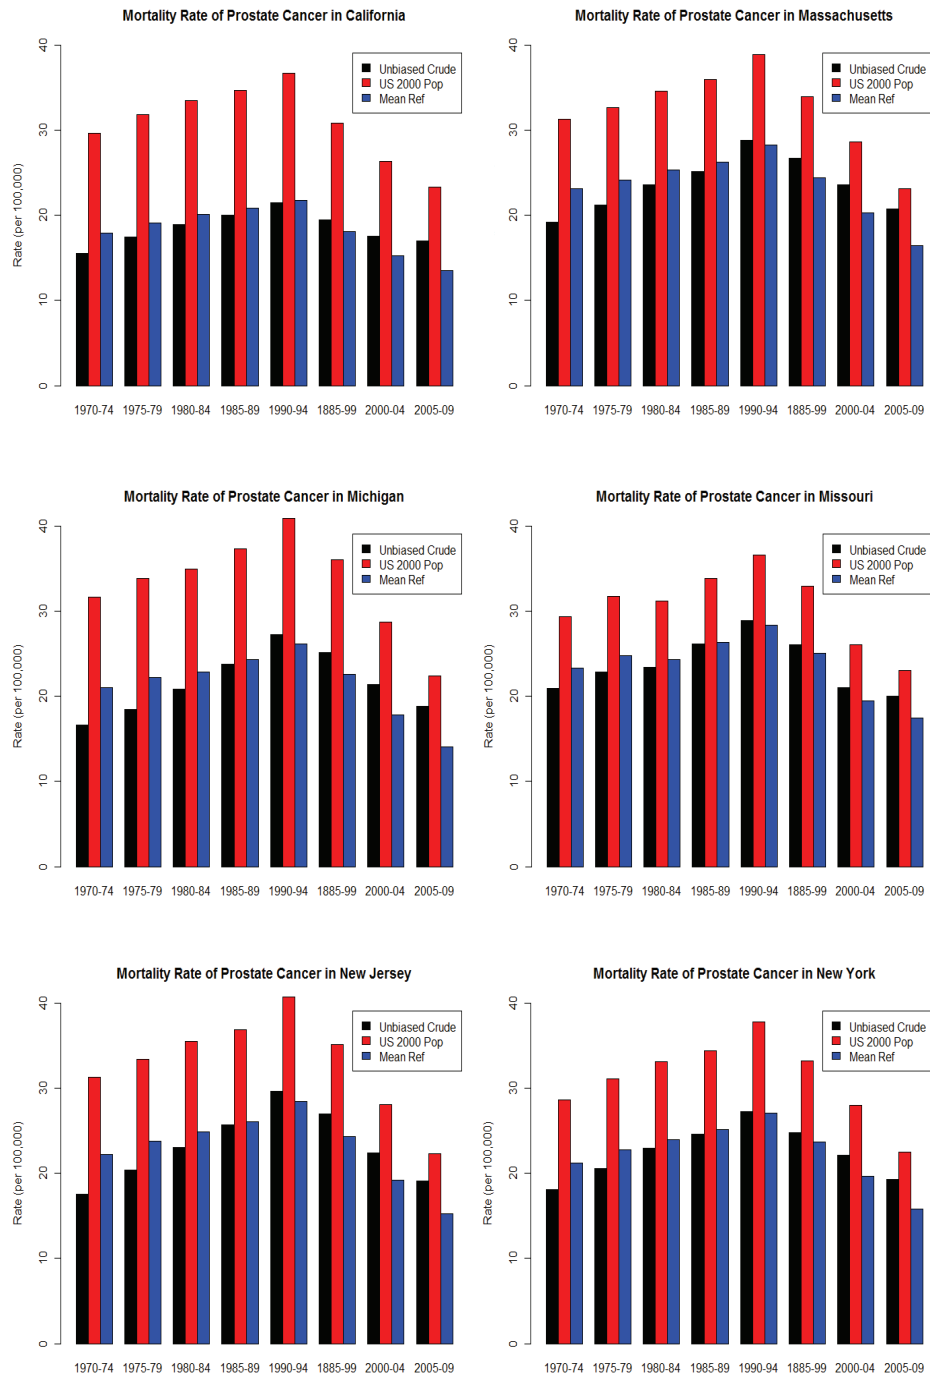 Mortality Rate of Prostate Cancer in California
Rate (per 100,000)
40
30
20
10
0
Unbiased Crude
US 2000 Pop
Mean Ref
1970-74 1975-79 1980-84 1985-89 1990-94 1885-99 2000-04 2005-09
Mortality Rate of Prostate Cancer in Massachusetts
Rate (per 100,000)
40
30
20
10
0
Unbiased Crude
US 2000 Pop
Mean Ref
1970-74 1975-79 1980-84 1985-89 1990-94 1885-99 2000-04 2005-09
Mortality Rate of Prostate Cancer in Michigan
Rate (per 100,000)
40
30
20
10
0
Unbiased Crude
US 2000 Pop
Mean Ref
1970-74 1975-79 1980-84 1985-89 1990-94 1885-99 2000-04 2005-09
Mortality Rate of Prostate Cancer in Missouri
Rate (per 100,000)
40
30
20
10
0
Unbiased Crude
US 2000 Pop
Mean Ref
1970-74 1975-79 1980-84 1985-89 1990-94 1885-99 2000-04 2005-09
Mortality Rate of Prostate Cancer in New Jersey
Rate (per 100,000)
40
30
20
10
0
Unbiased Crude
US 2000 Pop
Mean Ref
1970-74 1975-79 1980-84 1985-89 1990-94 1885-99 2000-04 2005-09
Mortality Rate of Prostate Cancer in New York
Rate (per 100,000)
40
30
20
10
0
Unbiased Crude
US 2000 Pop
Mean Ref
1970-74 1975-79 1980-84 1985-89 1990-94 1885-99 2000-04 2005-09